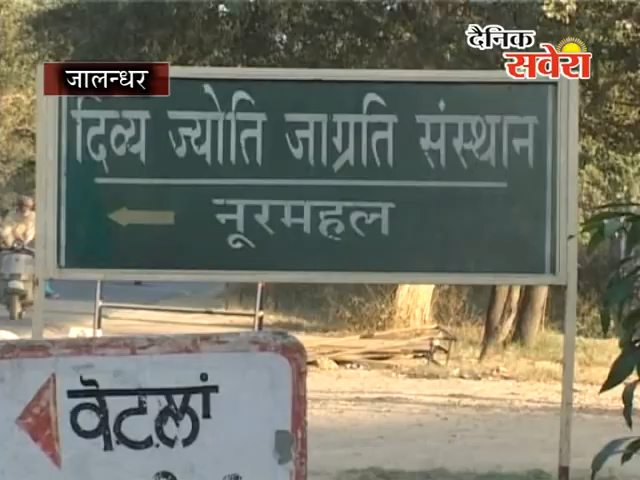 दैनिक
सवेरा
जालन्धर
दिव्य ज्योति जाग्रति संस्थान
नूरमहल
वेटलां